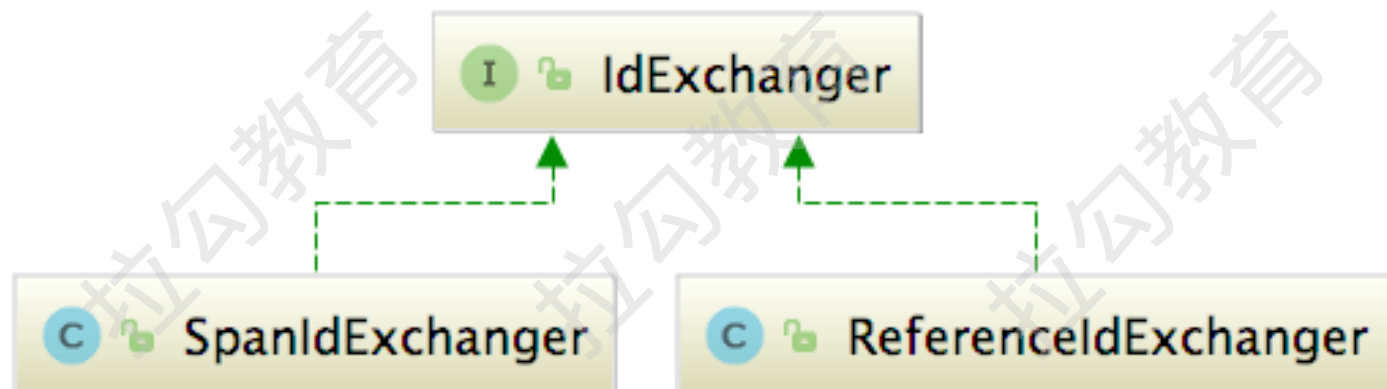 I IdExchanger
C SpanIdExchanger
C ReferenceIdExchanger
拉勾教育
拉勾教育
拉勾教育